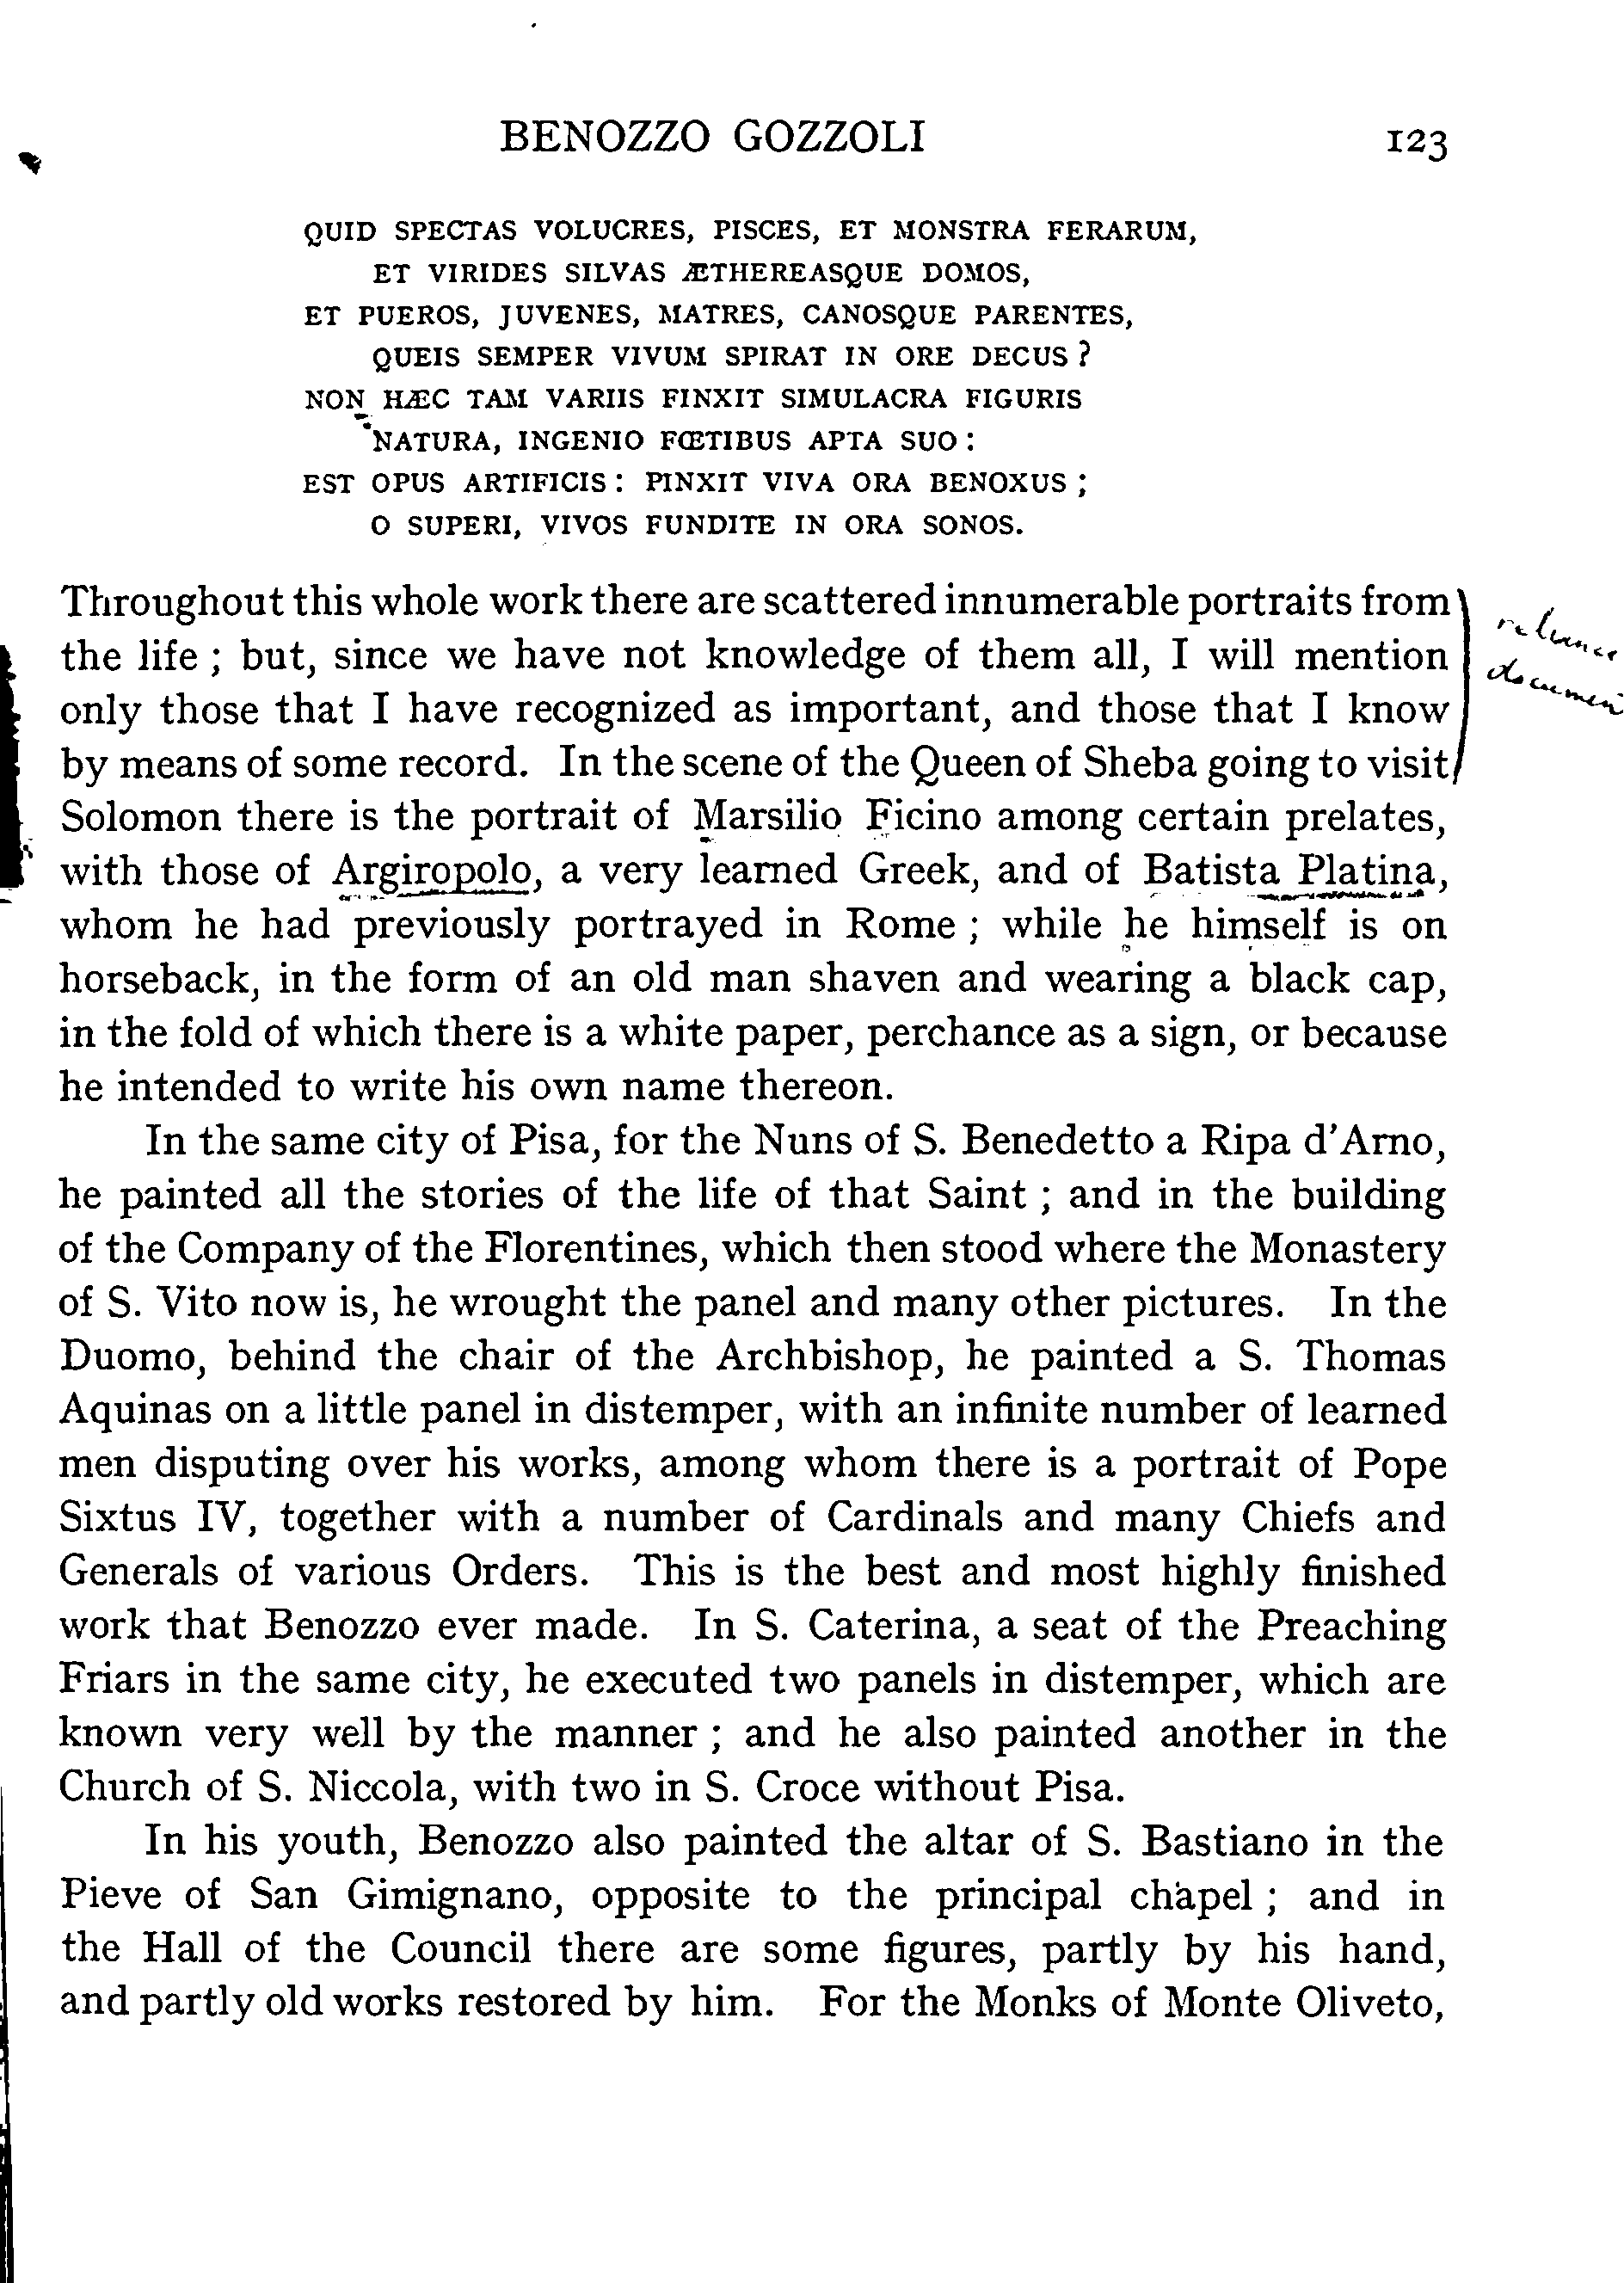 BENOZZO GOZZOLI 123
QUID SPECTAS VOLUCRES, PISCES, ET MONSTRA FERARUM,
ET VIRIDES SILVAS ÆTHEREASQUE DOMOS,
ET PUEROS, JUVENES, MATRES, CANOSQUE PARENTES,
QUEIS SEMPER VIVUM SPIRAT IN ORE DECUS ?
NON HÆC TAM VARIIS FINXIT SIMULACRA FIGURIS
NATURA, INGENIO FŒTIBUS APTA SUO :
EST OPUS ARTIFICIS : PINXIT VIVA ORA BENOXUS ;
O SUPERI, VIVOS FUNDITE IN ORA SONOS.
Throughout this whole work there are scattered innumerable portraits from
the life ; but, since we have not knowledge of them all, I will mention
only those that I have recognized as important, and those that I know
by means of some record. In the scene of the Queen of Sheba going to visit
Solomon there is the portrait of Marsilio Ficino among certain prelates,
with those of Argiropolo, a very learned Greek, and of Batista Platina,
whom he had previously portrayed in Rome ; while he himself is on
horseback, in the form of an old man shaven and wearing a black cap,
in the fold of which there is a white paper, perchance as a sign, or because
he intended to write his own name thereon.
In the same city of Pisa, for the Nuns of S. Benedetto a Ripa d'Arno,
he painted all the stories of the life of that Saint ; and in the building
of the Company of the Florentines, which then stood where the Monastery
of S. Vito now is, he wrought the panel and many other pictures. In the
Duomo, behind the chair of the Archbishop, he painted a S. Thomas
Aquinas on a little panel in distemper, with an infinite number of learned
men disputing over his works, among whom there is a portrait of Pope
Sixtus IV, together with a number of Cardinals and many Chiefs and
Generals of various Orders. This is the best and most highly finished
work that Benozzo ever made. In S. Caterina, a seat of the Preaching
Friars in the same city, he executed two panels in distemper, which are
known very well by the manner ; and he also painted another in the
Church of S. Niccola, with two in S. Croce without Pisa.
In his youth, Benozzo also painted the altar of S. Bastiano in the
Pieve of San Gimignano, opposite to the principal chapel ; and in
the Hall of the Council there are some figures, partly by his hand,
and partly old works restored by him. For the Monks of Monte Oliveto,